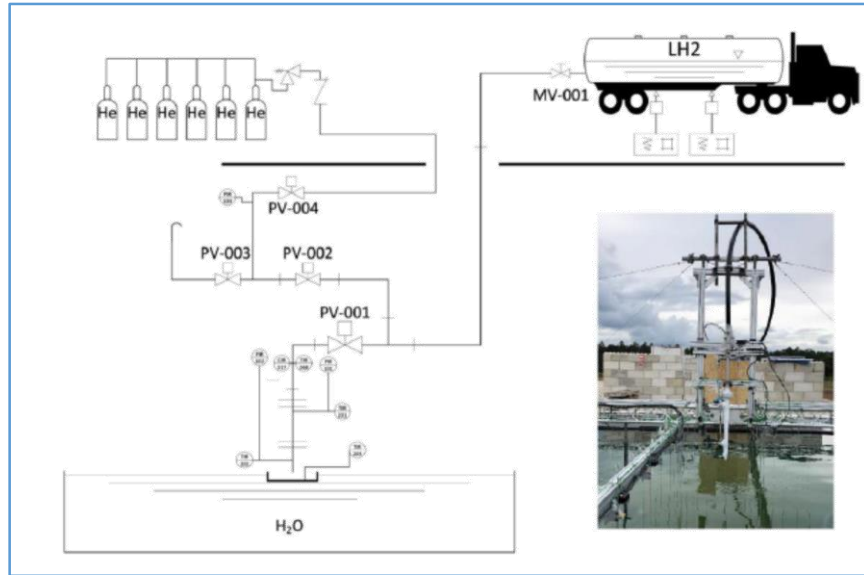 LH2
MV-001
He He He He He He
PV-004
PV-003
PV-002
PV-001
H₂O